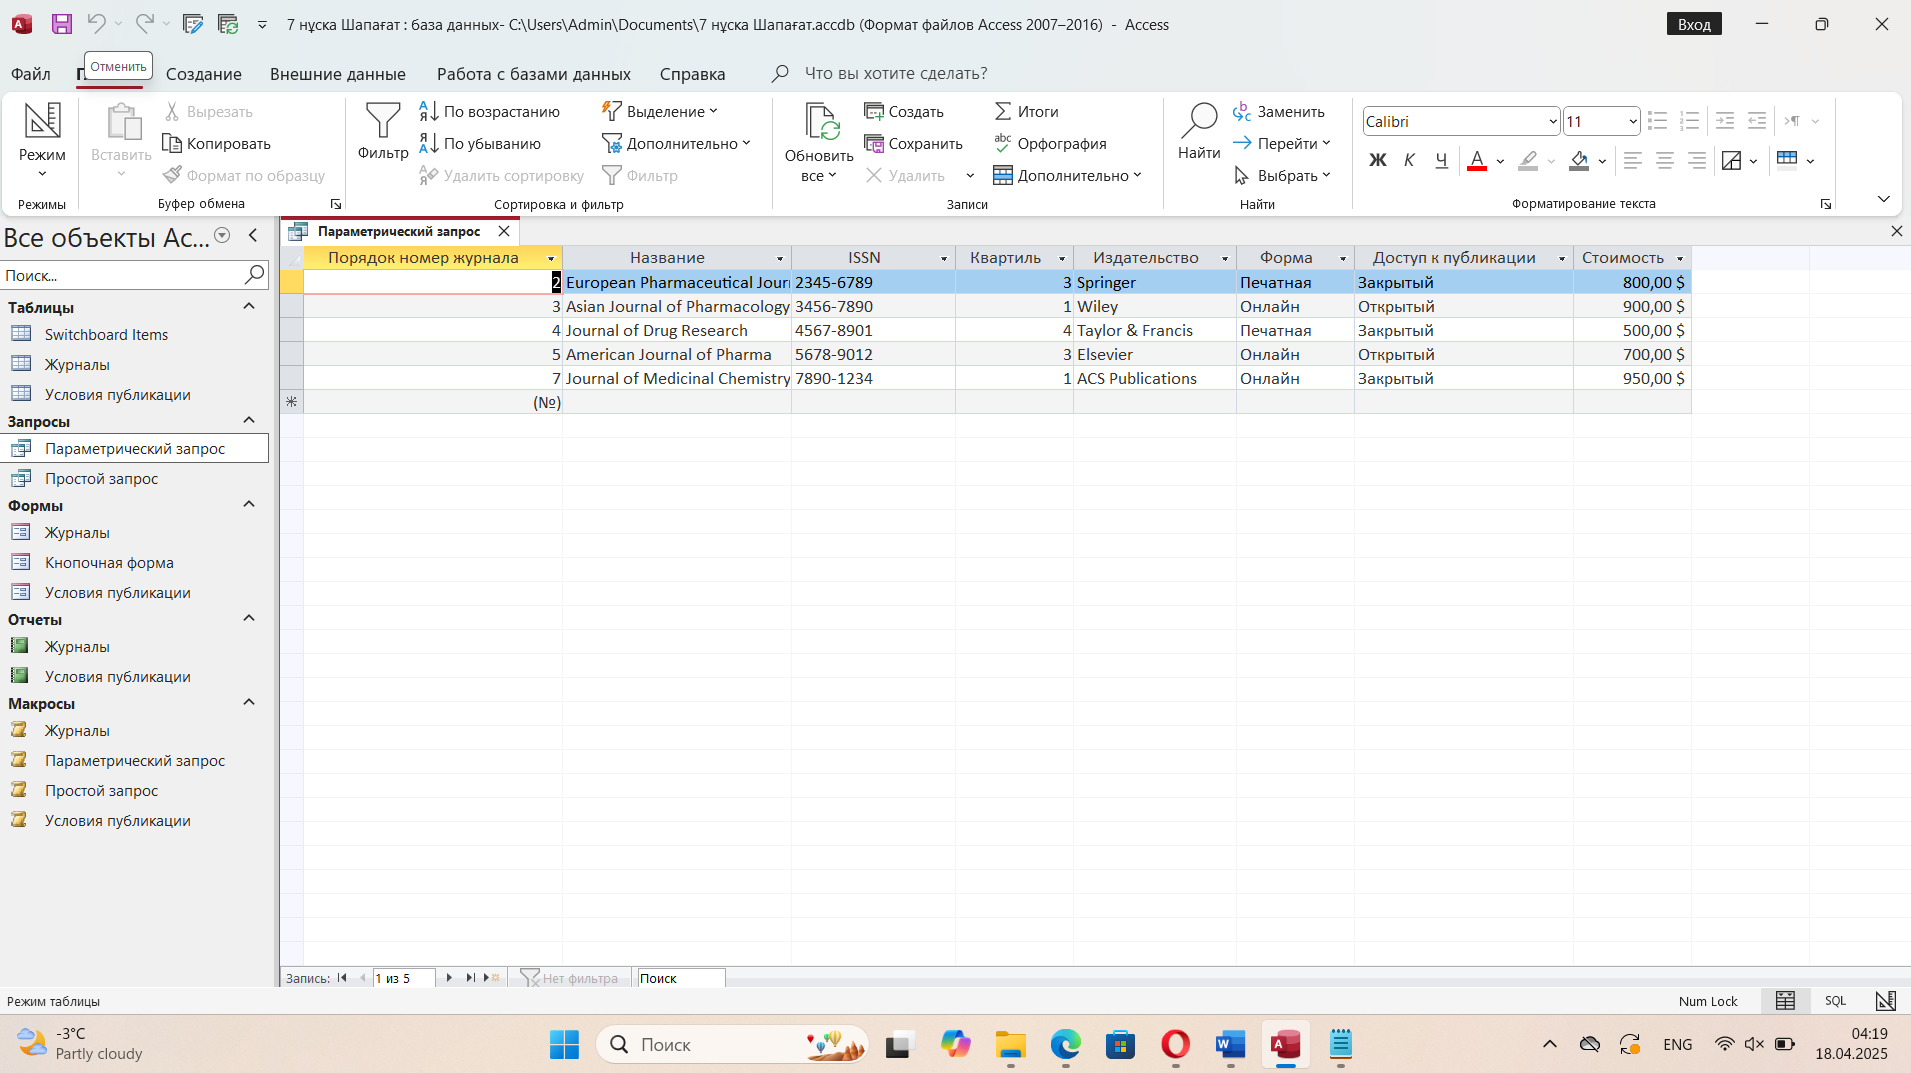 7 нұсқа Шапағат : база данных- C:\Users\Admin\Documents\7 нұсқа Шапағат.accdb (Формат файлов Access 2007–2016) - Access
Вход
Отменить
Файл
Создание
Внешние данные
Работа с базами данных
Справка
Что вы хотите сделать?
Режим
Режимы
Вставить
Вырезать
Копировать
Формат по образцу
Буфер обмена
Фильтр
По возрастанию
По убыванию
Удалить сортировку
Выделение
Дополнительно
Фильтр
Сортировка и фильтр
Обновить
все
Создать
Сохранить
Удалить
Итоги
Орфография
Дополнительно
Записи
Найти
Заменить
Перейти
Выбрать
Найти
Calibri
11
Ж К Ч
Форматирование текста
Все объекты Ac...
Поиск...
Таблицы
Switchboard Items
Журналы
Условия публикации
Запросы
Параметрический запрос
Простой запрос
Формы
Журналы
Кнопочная форма
Условия публикации
Отчеты
Журналы
Условия публикации
Макросы
Журналы
Параметрический запрос
Простой запрос
Условия публикации
Параметрический запрос
Порядок номер журнала Название ISSN Квартиль Издательство Форма Доступ к публикации Стоимость
2 European Pharmaceutical Jour 2345-6789 3 Springer Печатная Закрытый 800,00 $
3 Asian Journal of Pharmacology 3456-7890 1 Wiley Онлайн Открытый 900,00 $
4 Journal of Drug Research 4567-8901 4 Taylor & Francis Печатная Закрытый 500,00 $
5 American Journal of Pharma 5678-9012 3 Elsevier Онлайн Открытый 700,00 $
7 Journal of Medicinal Chemistry 7890-1234 1 ACS Publications Онлайн Закрытый 950,00 $
(№)
Запись: 1 из 5 Нет фильтра Поиск
Режим таблицы
Num Lock
SQL
-3°C
Partly cloudy
Поиск
ENG
04:19
18.04.2025